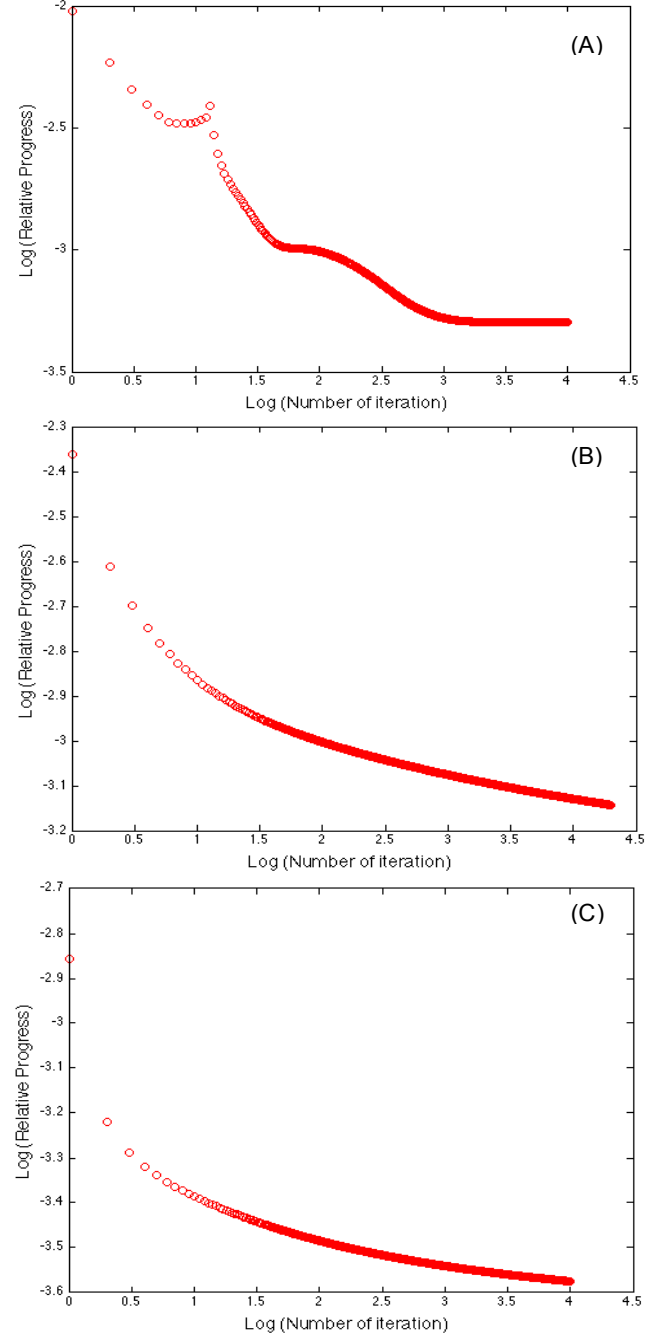 (A)
-2
-2.5
-3
-3.5
Log (Relative Progress)
0 0.5 1 1.5 2 2.5 3 3.5 4 4.5
Log (Number of iteration)
(B)
-2.3
-2.4
-2.5
-2.6
-2.7
-2.8
-2.9
-3
-3.1
-3.2
Log (Relative Progress)
0 0.5 1 1.5 2 2.5 3 3.5 4 4.5
Log (Number of iteration)
(C)
-2.7
-2.8
-2.9
-3
-3.1
-3.2
-3.3
-3.4
-3.5
-3.6
Log (Relative Progress)
0 0.5 1 1.5 2 2.5 3 3.5 4 4.5
Log (Number of iteration)